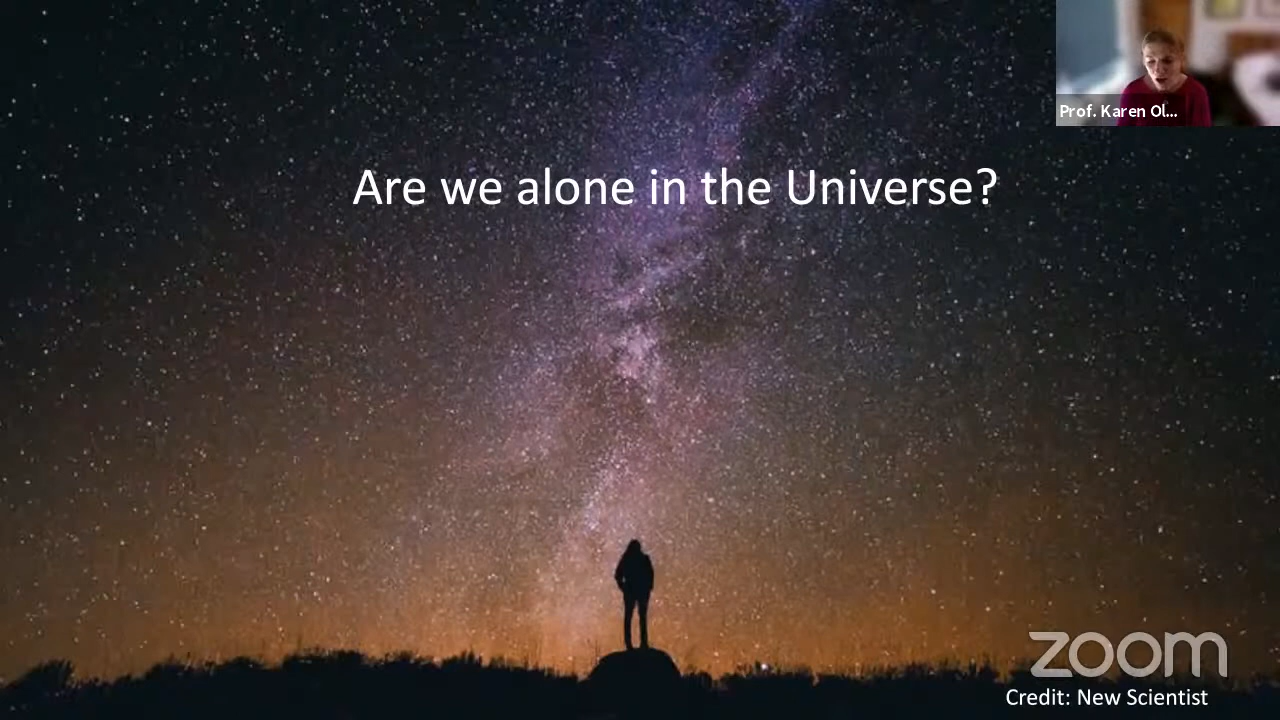 Prof. Karen Ol...
Are we alone in the Universe?
zoom
Credit: New Scientist